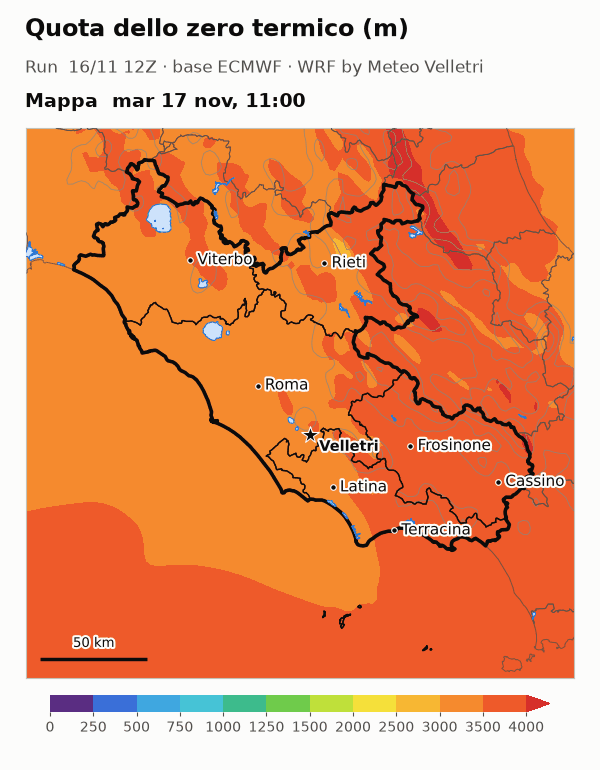 Quota dello zero termico (m)
Run  16/11 12Z · base ECMWF · WRF by Meteo Velletri
Mappa  mar 17 nov, 11:00
Viterbo
Rieti
Roma
Velletri
Frosinone
Latina
Cassino
Terracina
50 km
0 250 500 750 1000 1250 1500 2000 2500 3000 3500 4000